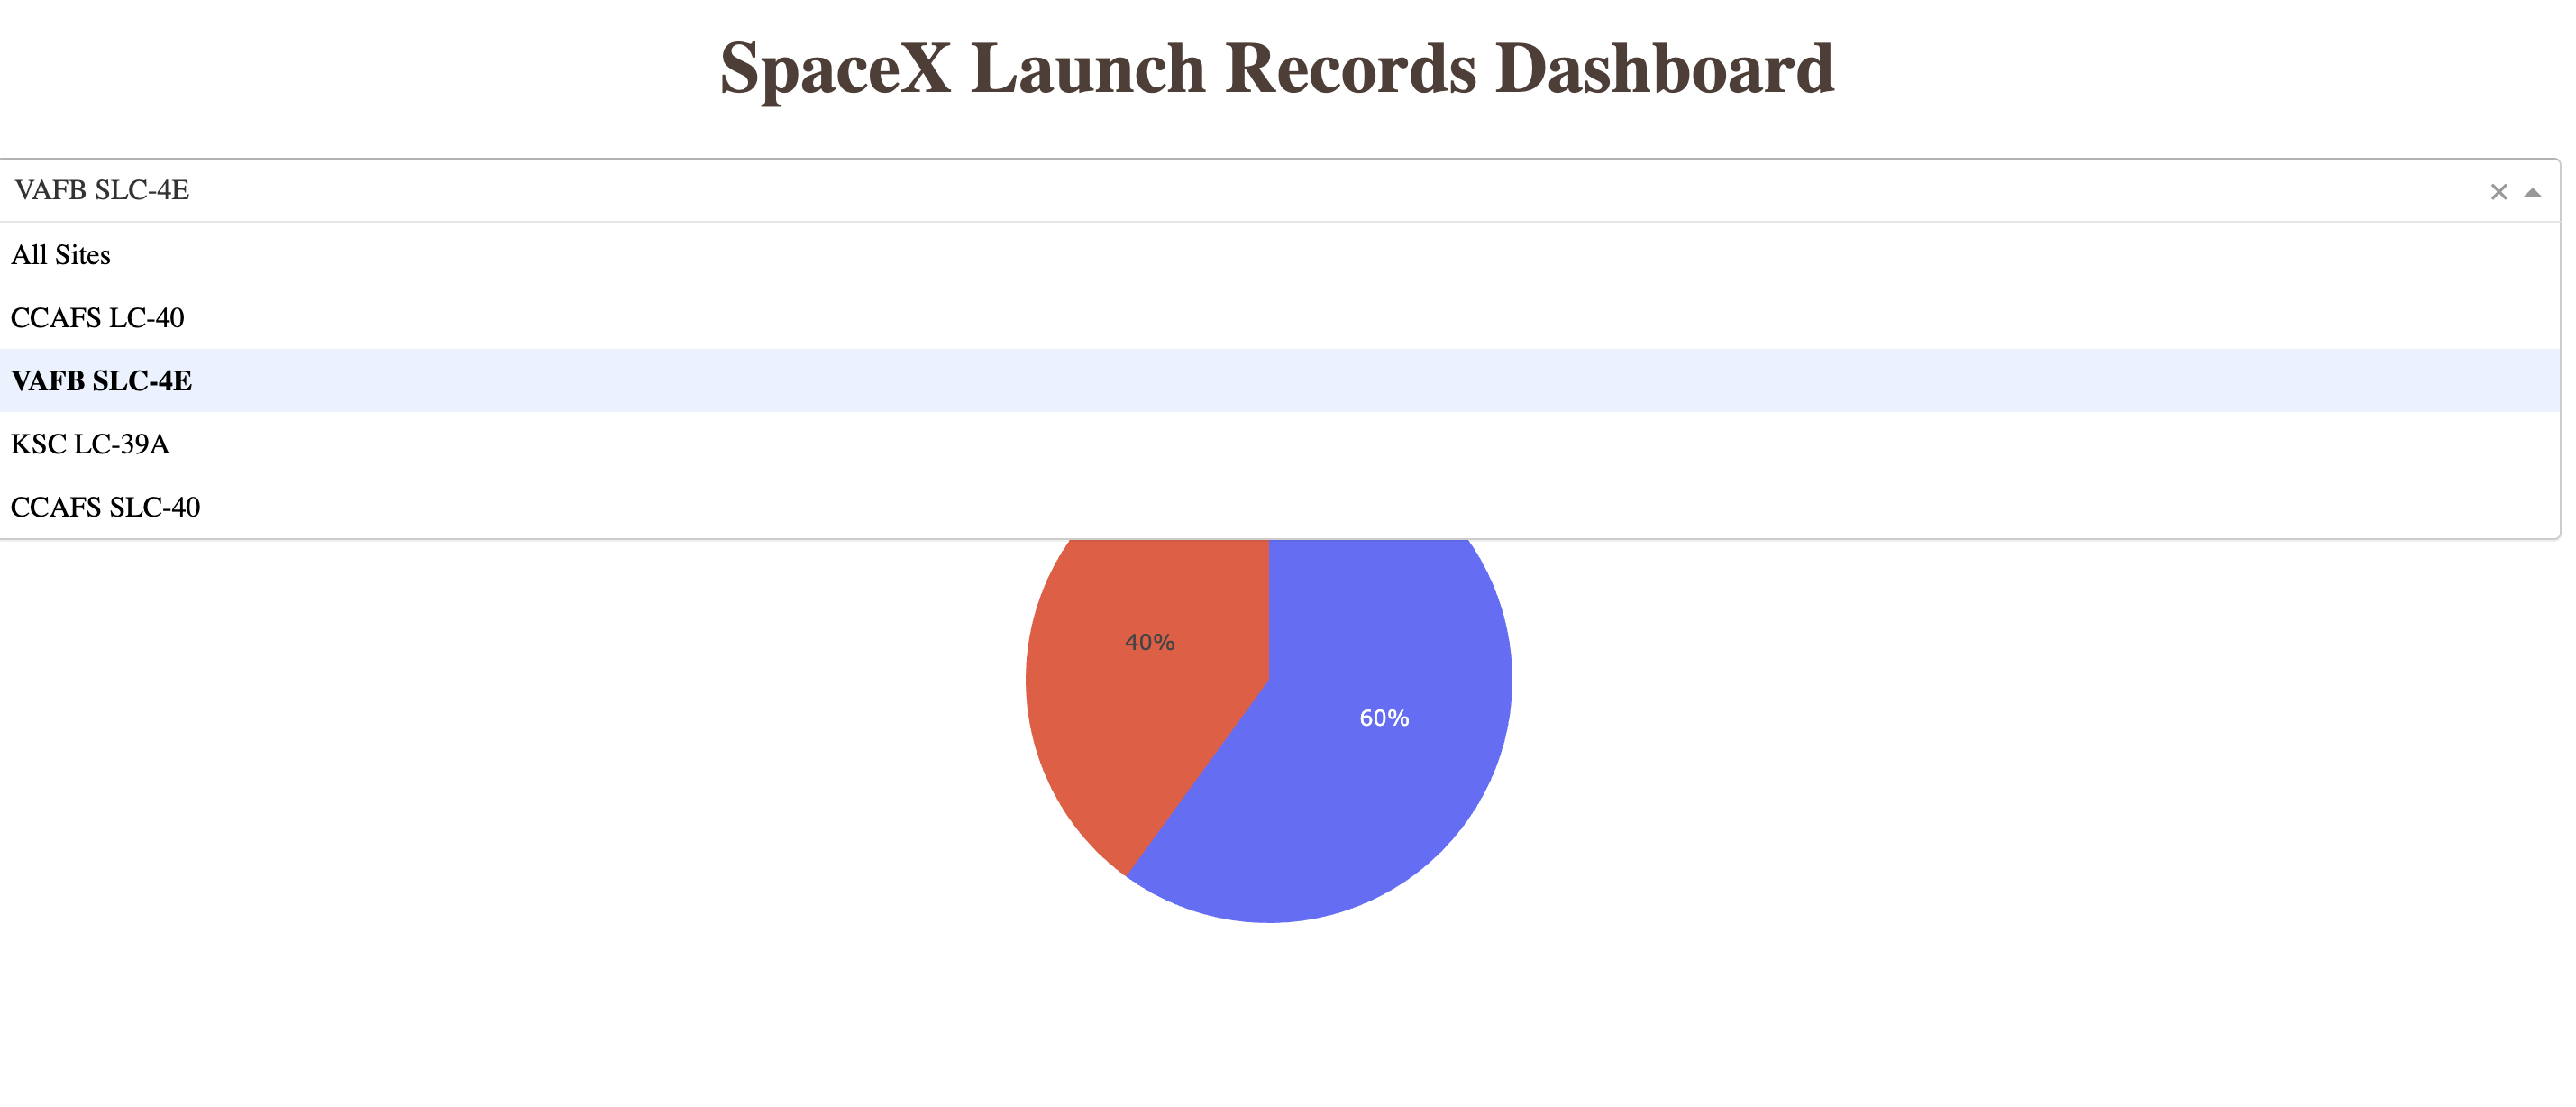 SpaceX Launch Records Dashboard
VAFB SLC-4E
All Sites
CCAFS LC-40
VAFB SLC-4E
KSC LC-39A
CCAFS SLC-40
40%
60%